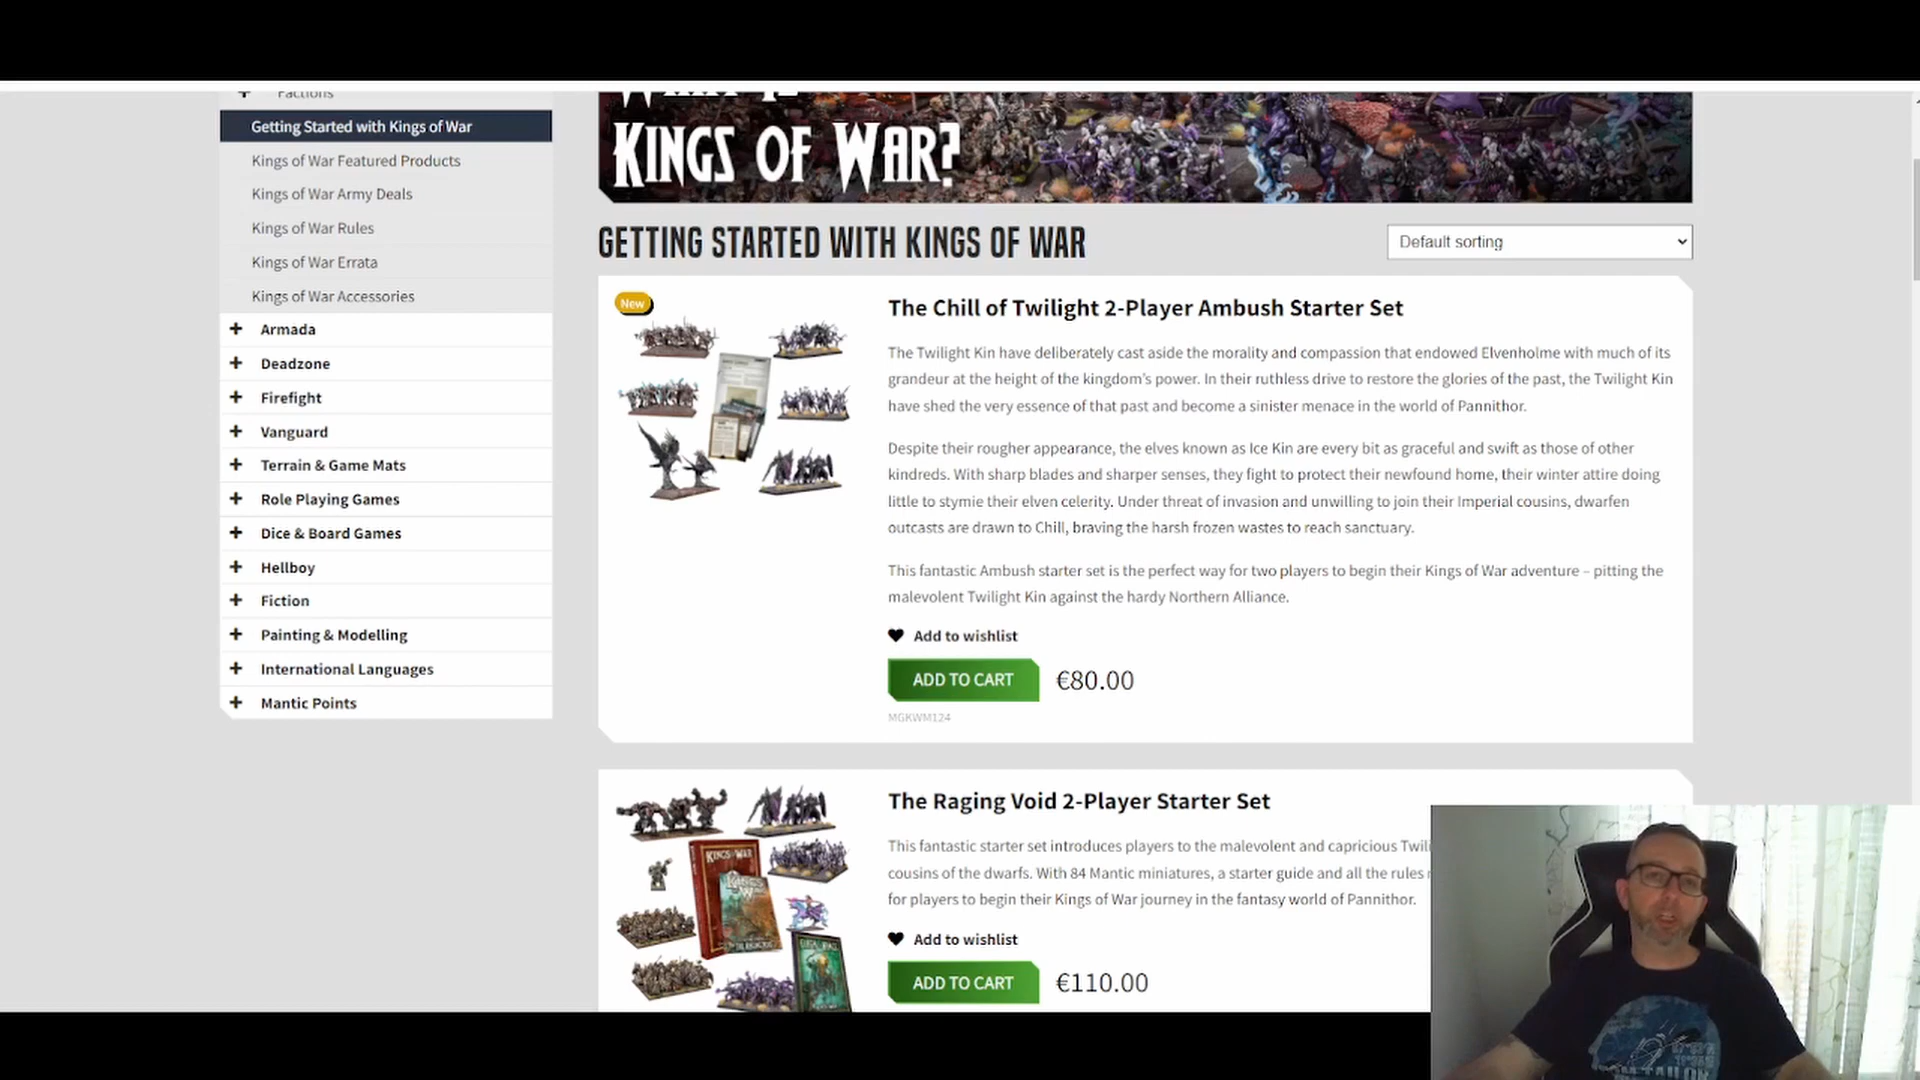 Factions
Getting Started with Kings of War
Kings of War Featured Products
Kings of War Army Deals
Kings of War Rules
Kings of War Errata
Kings of War Accessories
Armada
Deadzone
Firefight
Vanguard
Terrain & Game Mats
Role Playing Games
Dice & Board Games
Hellboy
Fiction
Painting & Modelling
International Languages
Mantic Points
KINGS OF WAR?
GETTING STARTED WITH KINGS OF WAR
Default sorting
New
The Chill of Twilight 2-Player Ambush Starter Set
The Twilight Kin have deliberately cast aside the morality and compassion that endowed Elvenholme with much of its
grandeur at the height of the kingdom's power. In their ruthless drive to restore the glories of the past, the Twilight Kin
have shed the very essence of that past and become a sinister menace in the world of Pannithor.
Despite their rougher appearance, the elves known as Ice Kin are every bit as graceful and swift as those of other
kindreds. With sharp blades and sharper senses, they fight to protect their newfound home, their winter attire doing
little to stymie their elven celerity. Under threat of invasion and unwilling to join their Imperial cousins, dwarfen
outcasts are drawn to Chill, braving the harsh frozen wastes to reach sanctuary.
This fantastic Ambush starter set is the perfect way for two players to begin their Kings of War adventure – pitting the
malevolent Twilight Kin against the hardy Northern Alliance.
Add to wishlist
ADD TO CART €80.00
MGKWM124
The Raging Void 2-Player Starter Set
This fantastic starter set introduces players to the malevolent and capricious Twili
cousins of the dwarfs. With 84 Mantic miniatures, a starter guide and all the rules
for players to begin their Kings of War journey in the fantasy world of Pannithor.
Add to wishlist
ADD TO CART €110.00
KINGS OF WAR